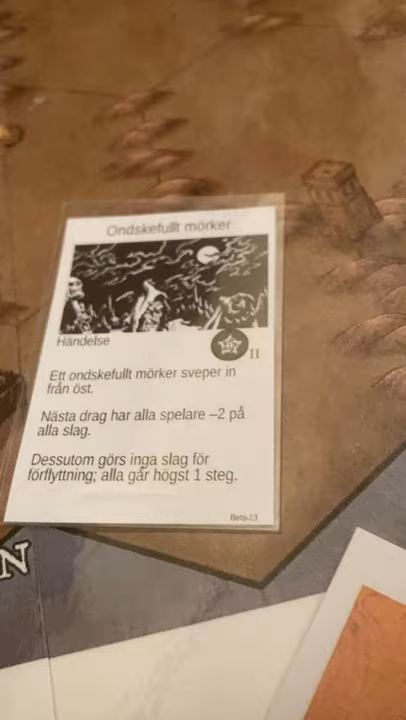 Ondskefullt mörker
Händelse
II
Ett ondskefullt mörker sveper in
från öst.
Nästa drag har alla spelare –2 på
alla slag.
Dessutom görs inga slag för
förflyttning; alla går högst 1 steg.
Beta-13
N